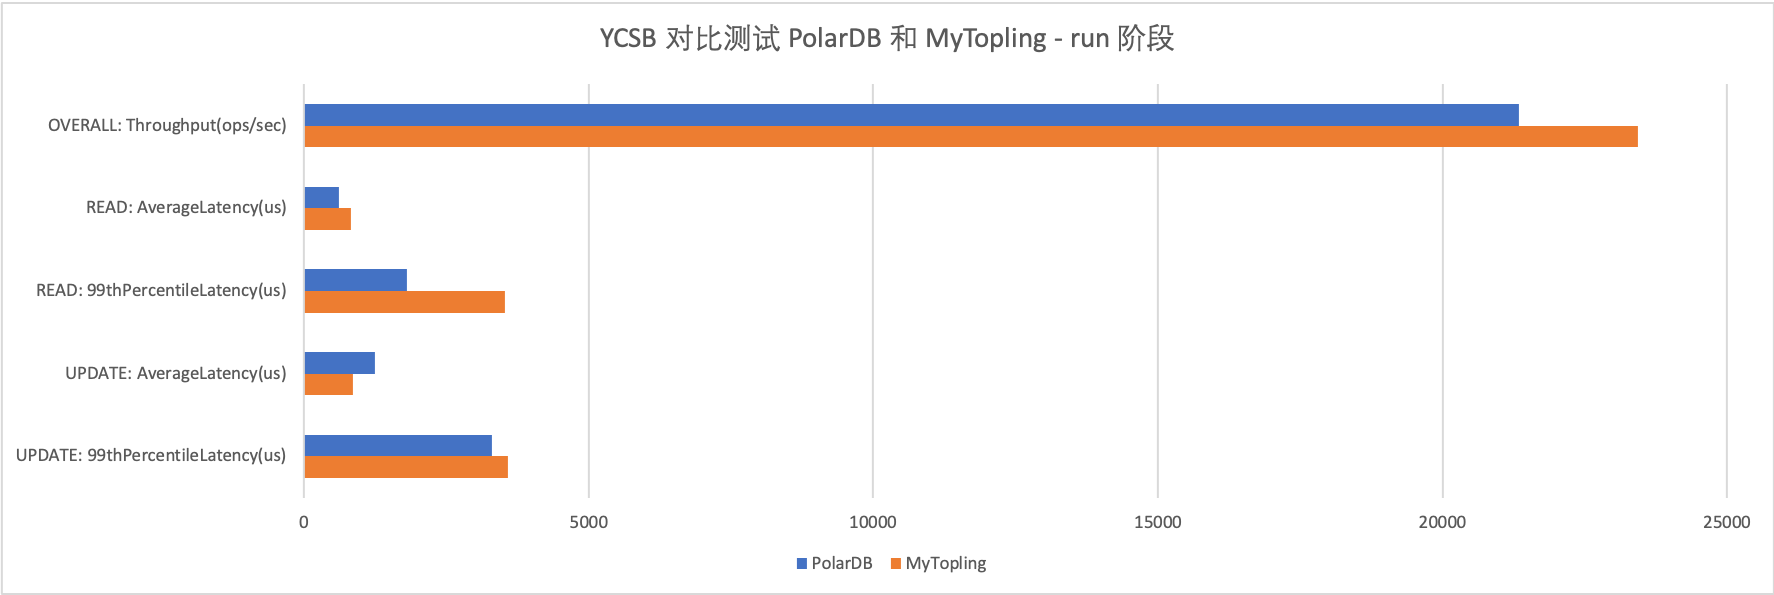 YCSB 对比测试 PolarDB 和 MyTopling - run 阶段
OVERALL: Throughput(ops/sec)
READ: AverageLatency(us)
READ: 99thPercentileLatency(us)
UPDATE: AverageLatency(us)
UPDATE: 99thPercentileLatency(us)
0 5000 10000 15000 20000 25000
PolarDB MyTopling